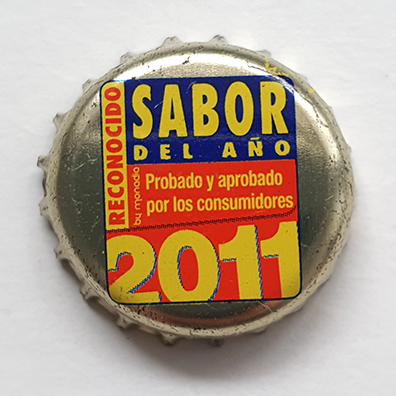 RECONOCIDO
by monadia
SABOR
DEL AÑO
Probado y aprobado
por los consumidores
2011